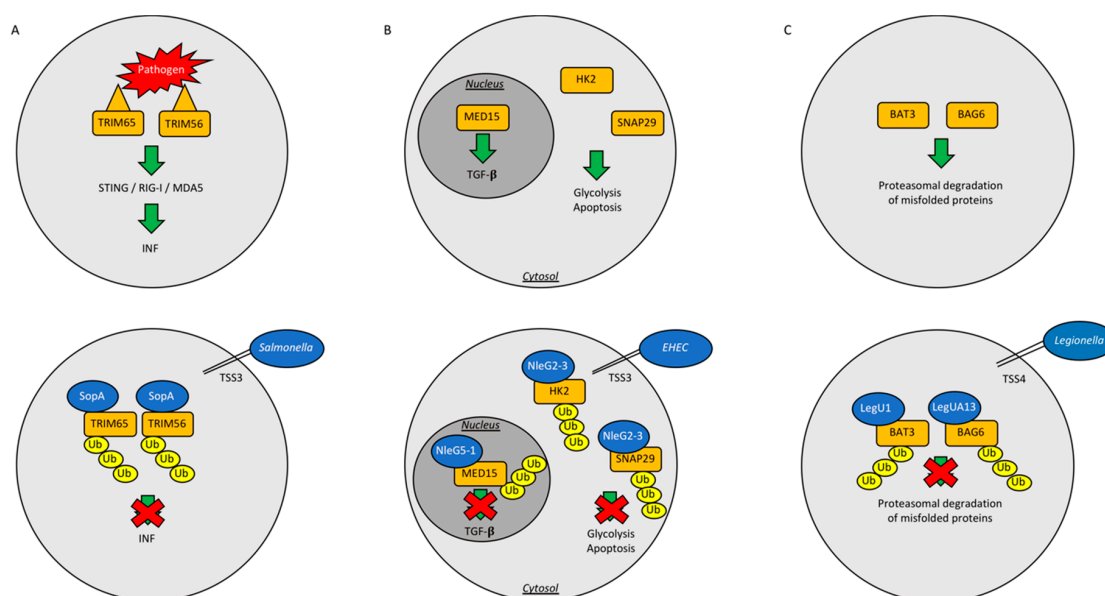 A
Pathogen
TRIM65
TRIM56
STING / RIG-I / MDA5
INF
B
Nucleus
MED15
TGF-β
HK2
SNAP29
Glycolysis
Apoptosis
Cytosol
C
BAT3
BAG6
Proteasomal degradation
of misfolded proteins
Salmonella
TSS3
SopA
SopA
TRIM65
TRIM56
Ub
Ub
Ub
Ub
Ub
Ub
INF
EHEC
TSS3
NleG2-3
HK2
Ub
Ub
Ub
Nucleus
NleG5-1
MED15
Ub
Ub
Ub
TGF-β
NleG2-3
SNAP29
Ub
Ub
Ub
Glycolysis
Apoptosis
Cytosol
Legionella
TSS4
LegU1
LegUA13
BAT3
BAG6
Ub
Ub
Ub
Ub
Ub
Ub
Proteasomal degradation
of misfolded proteins